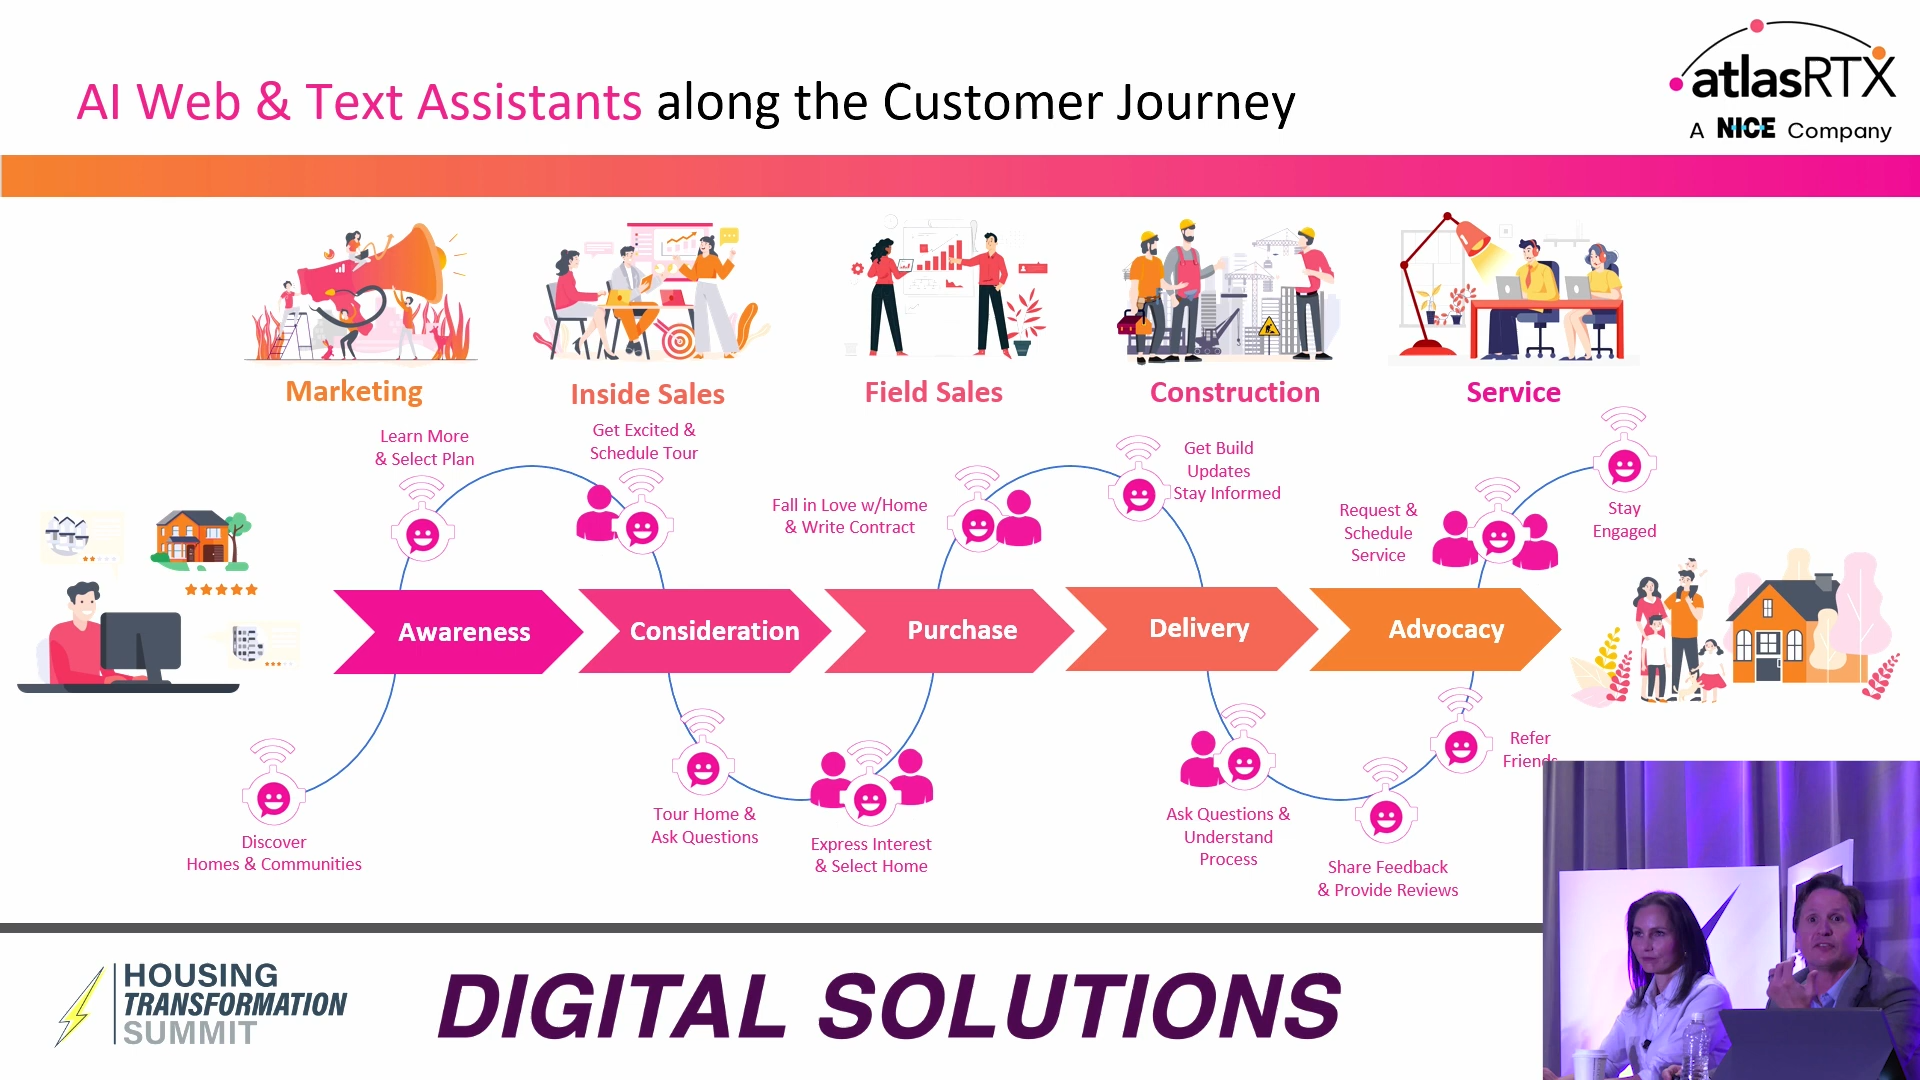 AI Web & Text Assistants along the Customer Journey
atlasRTX
A NICE Company
Marketing
Inside Sales
Field Sales
Construction
Service
Learn More
& Select Plan
Get Excited &
Schedule Tour
Fall in Love w/Home
& Write Contract
Get Build
Updates
Stay Informed
Request &
Schedule
Service
Stay
Engaged
Awareness
Consideration
Purchase
Delivery
Advocacy
Discover
Homes & Communities
Tour Home &
Ask Questions
Express Interest
& Select Home
Ask Questions &
Understand
Process
Share Feedback
& Provide Reviews
Refer
Friends
HOUSING
TRANSFORMATION
SUMMIT
DIGITAL SOLUTIONS